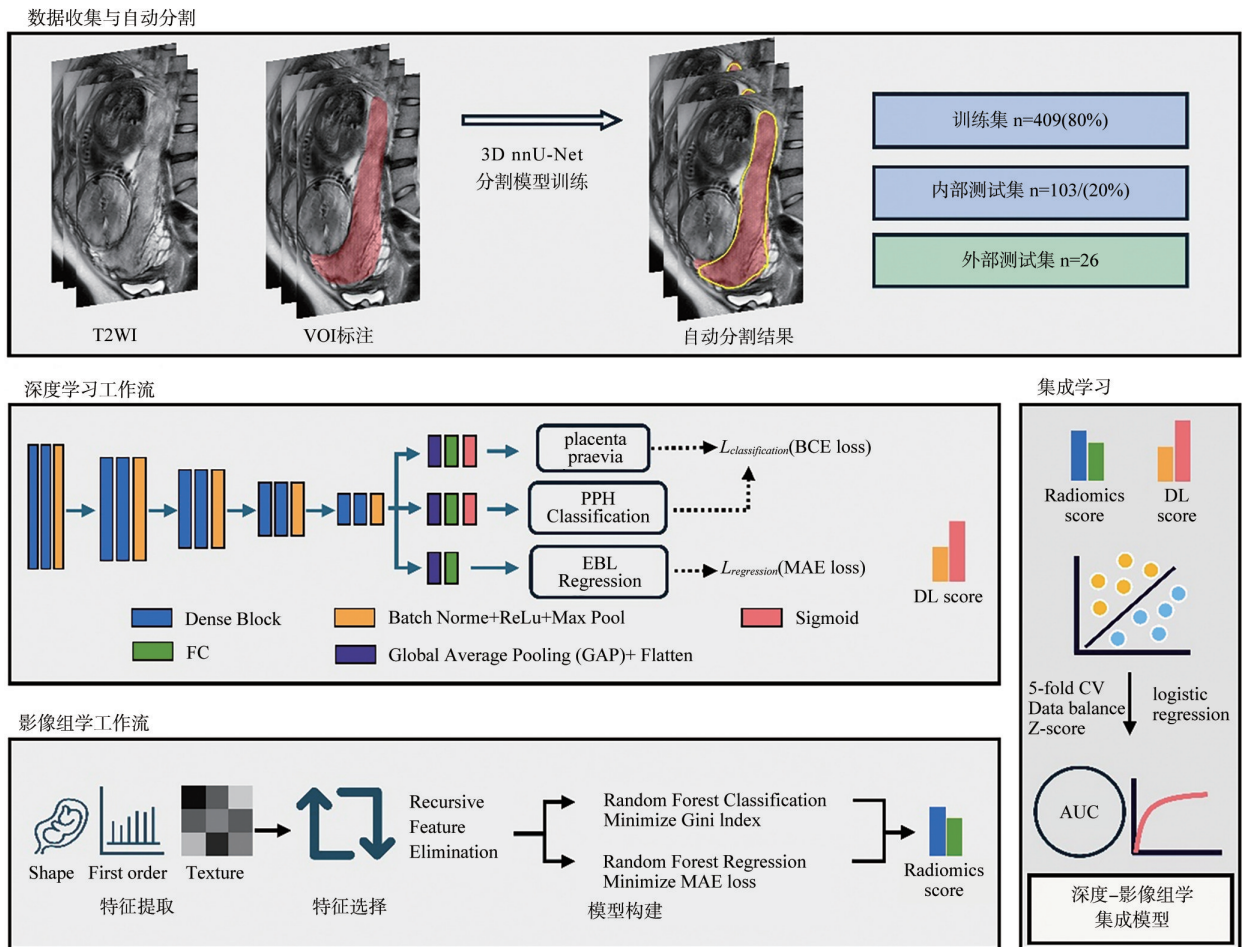 数据收集与自动分割
T2WI
VOI标注
3D nnU-Net
分割模型训练
自动分割结果
训练集 n=409(80%)
内部测试集 n=103/(20%)
外部测试集 n=26
深度学习工作流
placenta
praevia
PPH
Classification
EBL
Regression
Lclassification(BCE loss)
Lregression(MAE loss)
DL score
Dense Block
Batch Norme+ReLu+Max Pool
Sigmoid
FC
Global Average Pooling (GAP)+ Flatten
影像组学工作流
Shape
First order
Texture
特征提取
特征选择
Recursive
Feature
Elimination
Random Forest Classification
Minimize Gini lndex
Random Forest Regression
Minimize MAE loss
模型构建
Radiomics
score
集成学习
Radiomics
score
DL
score
5-fold CV
Data balance
Z-score
logistic
regression
AUC
深度-影像组学
集成模型